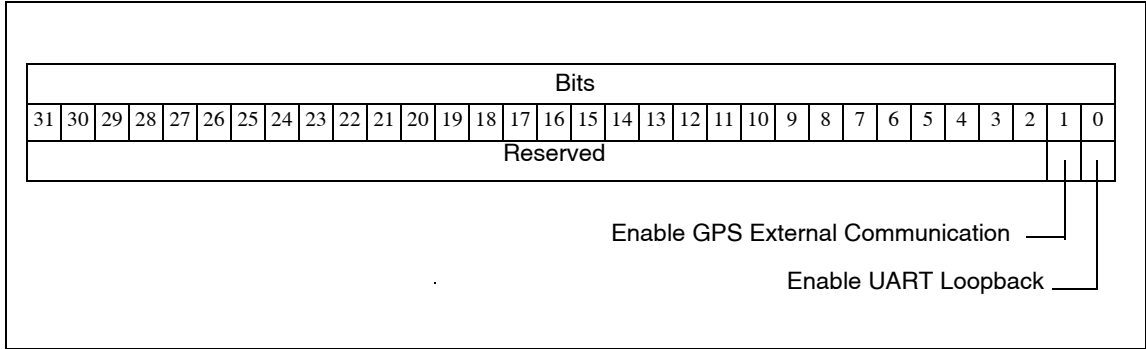 Bits
31 30 29 28 27 26 25 24 23 22 21 20 19 18 17 16 15 14 13 12 11 10 9 8 7 6 5 4 3 2 1 0
Reserved
Enable GPS External Communication
Enable UART Loopback